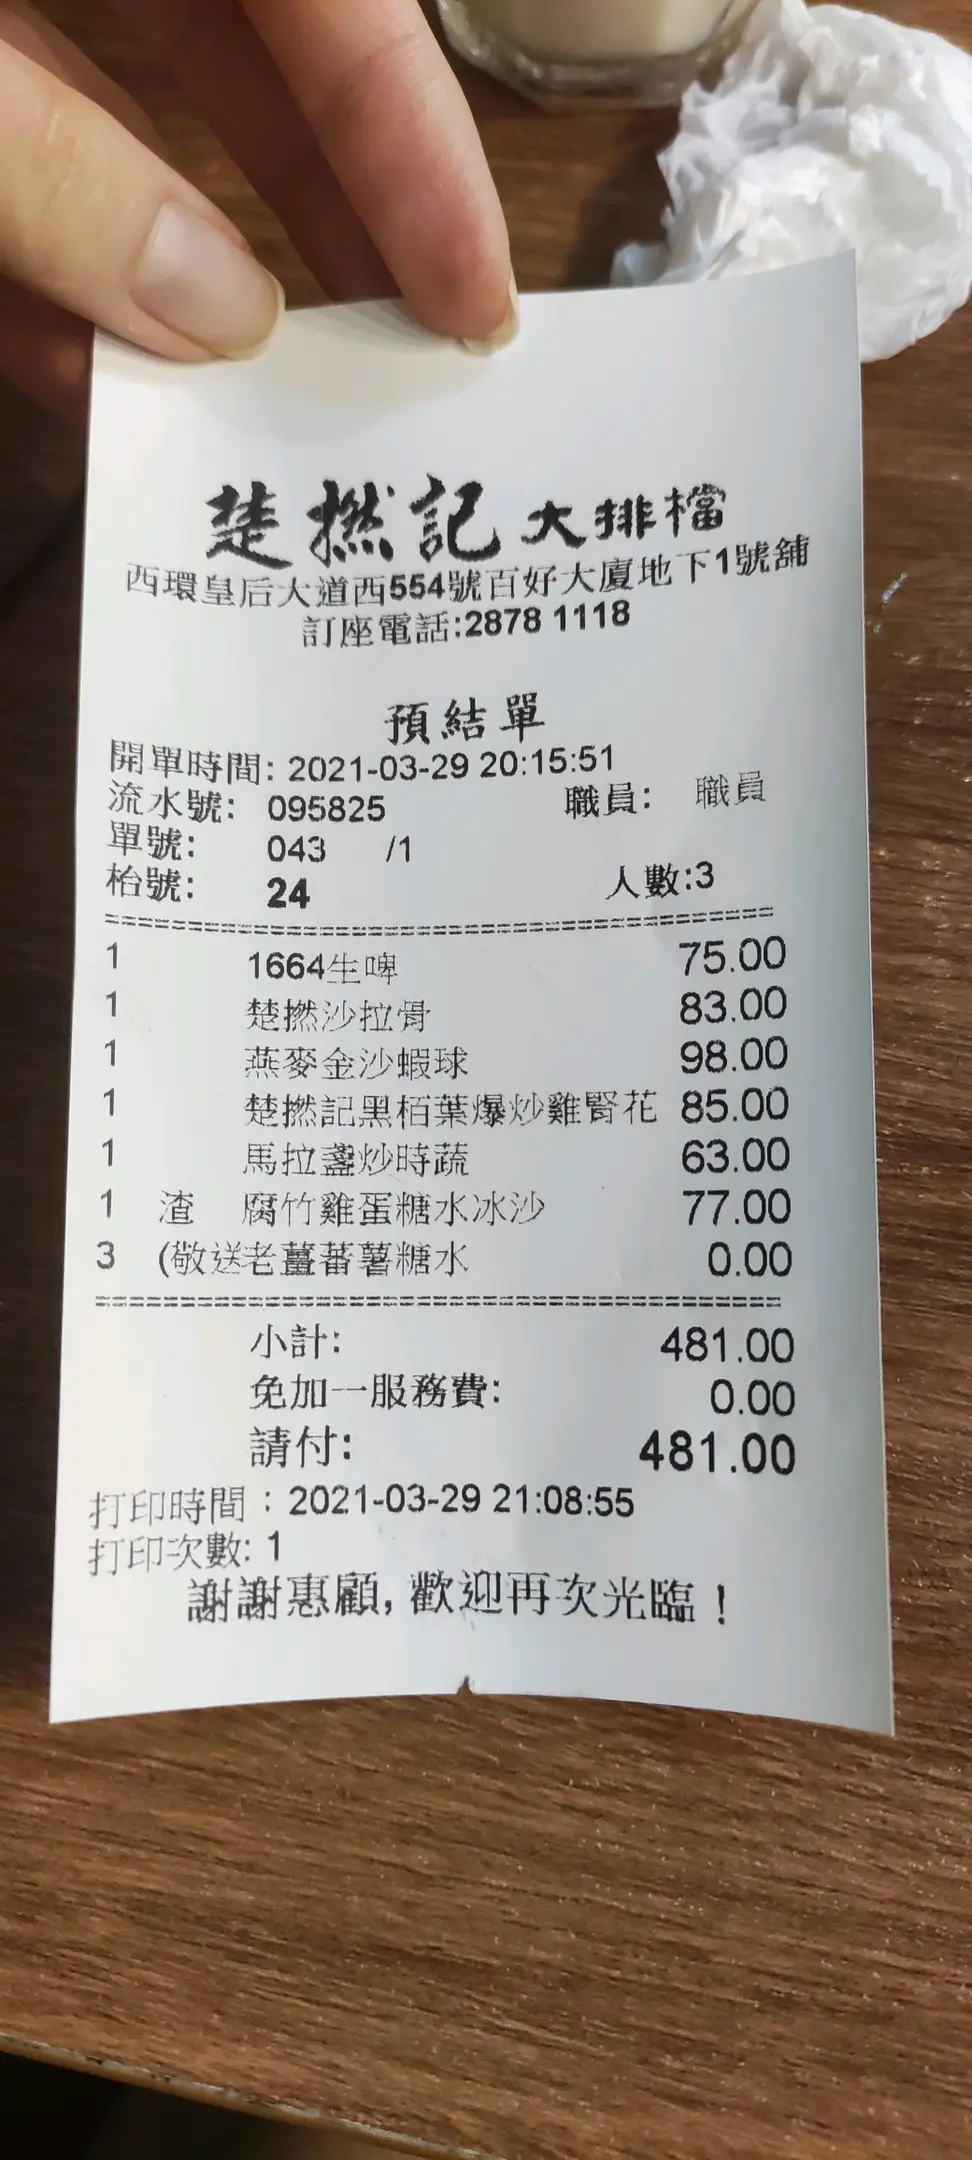 楚撚記大排檔
西環皇后大道西554號百好大廈地下1號舖
訂座電話:2878 1118
預結單
開單時間: 2021-03-29 20:15:51
流水號: 095825 職員: 職員
單號: 043 /1
枱號: 24 人數:3
1 1664生啤 75.00
1 楚撚沙拉骨 83.00
1 燕麥金沙蝦球 98.00
1 楚撚記黑栢葉爆炒雞腎花 85.00
1 馬拉盞炒時蔬 63.00
1 渣 腐竹雞蛋糖水冰沙 77.00
3 (敬送老薑蕃薯糖水 0.00
小計: 481.00
免加一服務費: 0.00
請付: 481.00
打印時間：2021-03-29 21:08:55
打印次數: 1
謝謝惠顧, 歡迎再次光臨！